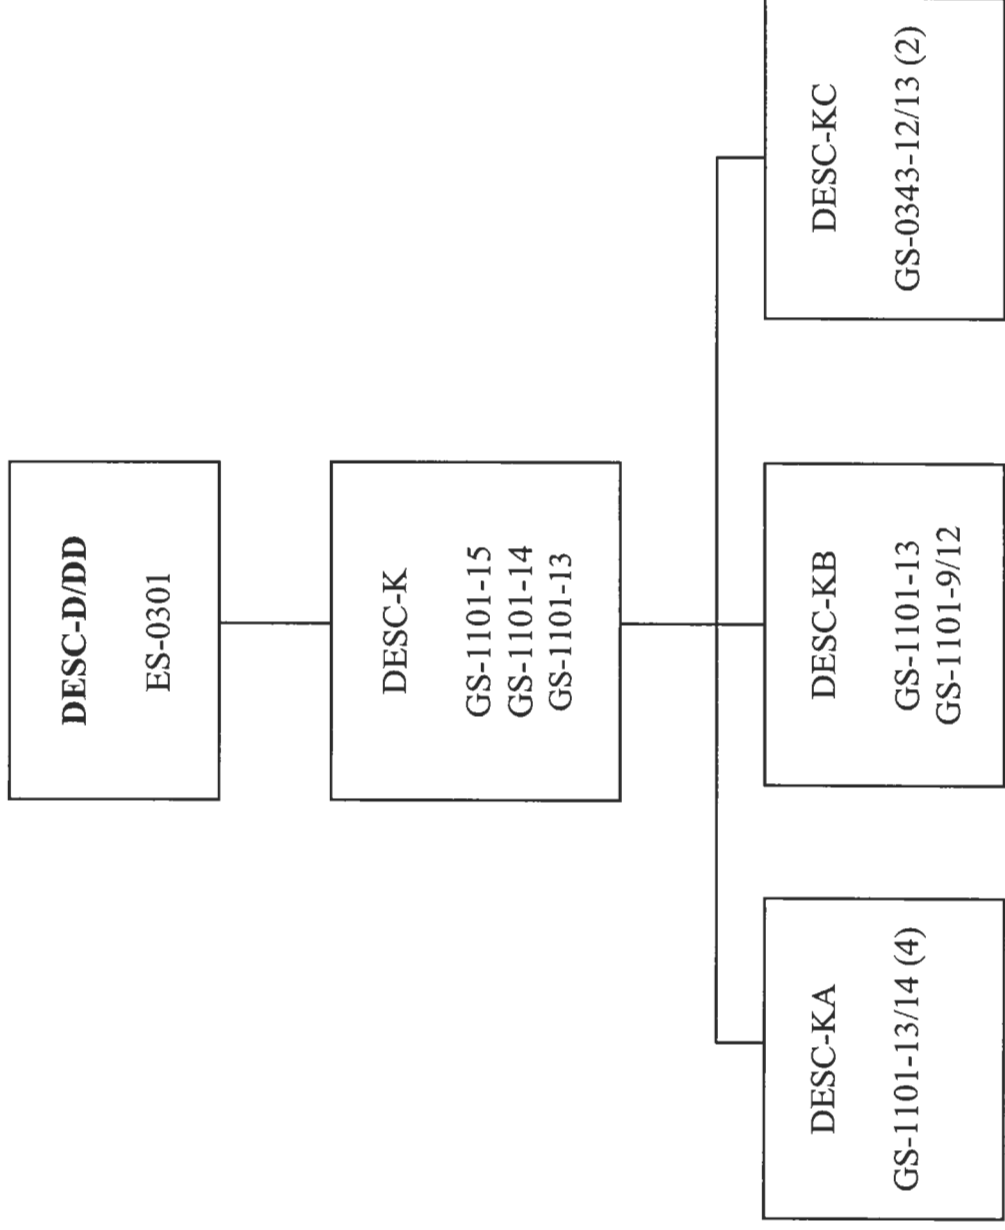 DESC-D/DD
ES-0301
DESC-K
GS-1101-15
GS-1101-14
GS-1101-13
DESC-KA
GS-1101-13/14 (4)
DESC-KB
GS-1101-13
GS-1101-9/12
DESC-KC
GS-0343-12/13 (2)